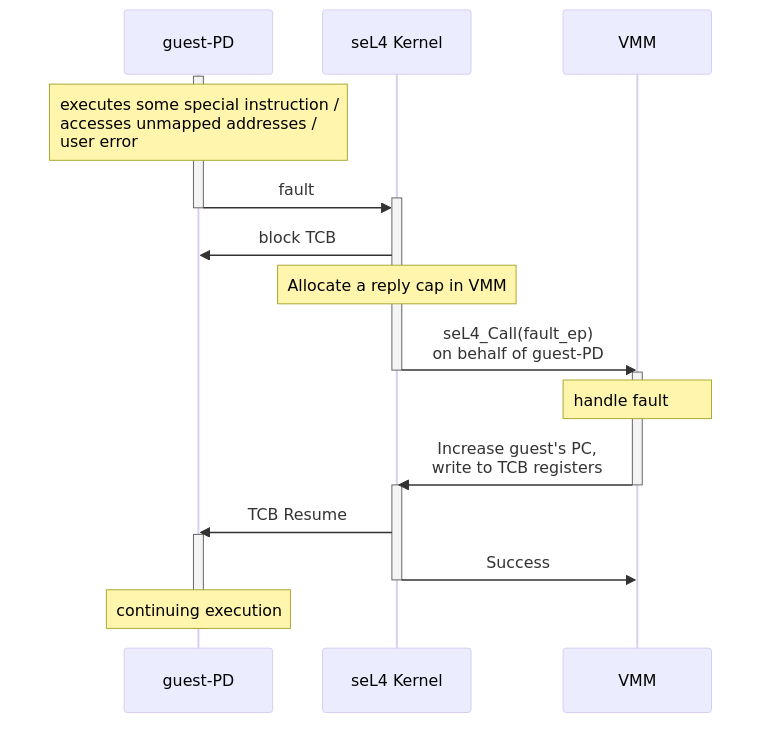 guest-PD
seL4 Kernel
VMM
executes some special instruction /
accesses unmapped addresses /
user error
fault
block TCB
Allocate a reply cap in VMM
seL4_Call(fault_ep)
on behalf of guest-PD
handle fault
Increase guest's PC,
write to TCB registers
TCB Resume
Success
continuing execution
guest-PD
seL4 Kernel
VMM